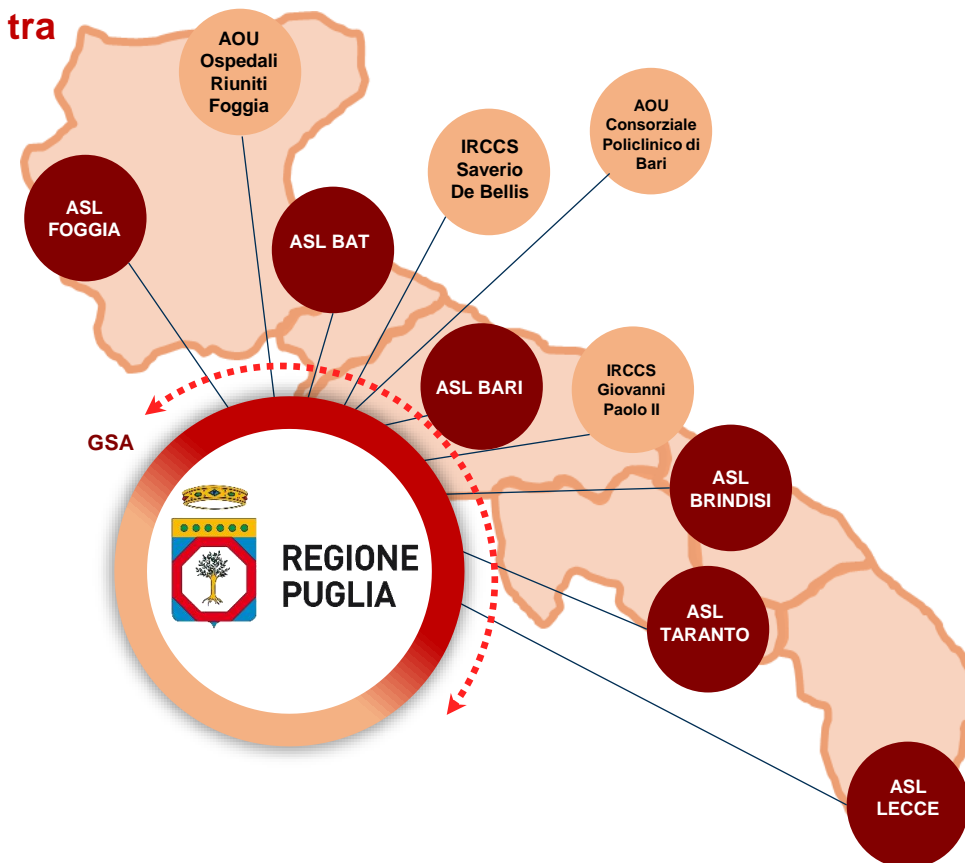 tra
AOU
Ospedali
Riuniti
Foggia
IRCCS
Saverio
De Bellis
AOU
Consorziale
Policlinico di
Bari
ASL
FOGGIA
ASL BAT
ASL BARI
IRCCS
Giovanni
Paolo II
GSA
ASL
BRINDISI
REGIONE
PUGLIA
ASL
TARANTO
ASL
LECCE